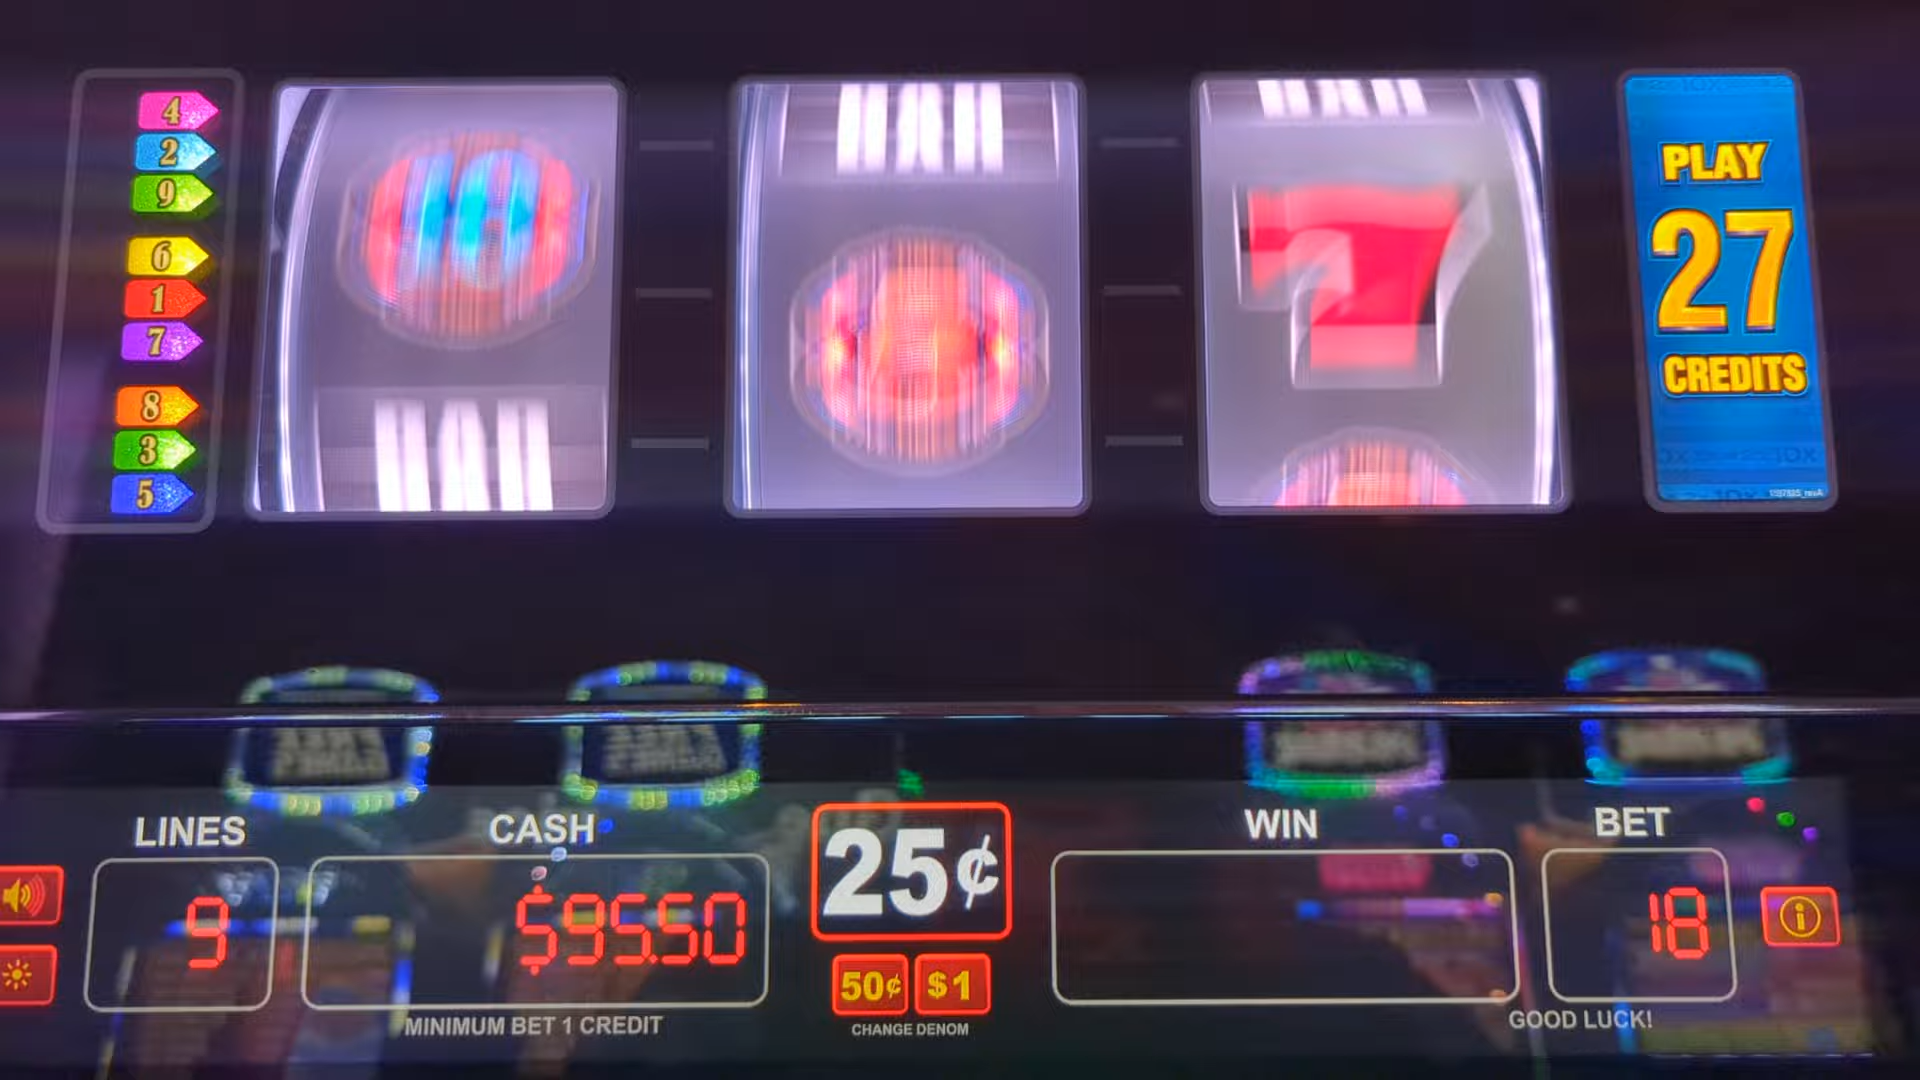 4
2
9
6
1
7
8
3
5
7
PLAY
27
CREDITS
LINES
CASH
WIN
BET
9
$95.50
25¢
18
50¢
$1
MINIMUM BET 1 CREDIT
CHANGE DENOM
GOOD LUCK!